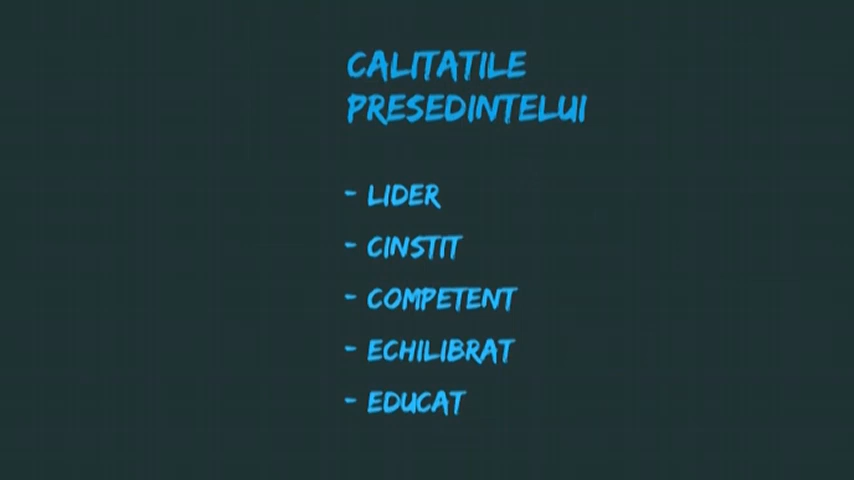 CALITATILE
PRESEDINTELUI
- LIDER
- CINSTIT
- COMPETENT
- ECHILIBRAT
- EDUCAT